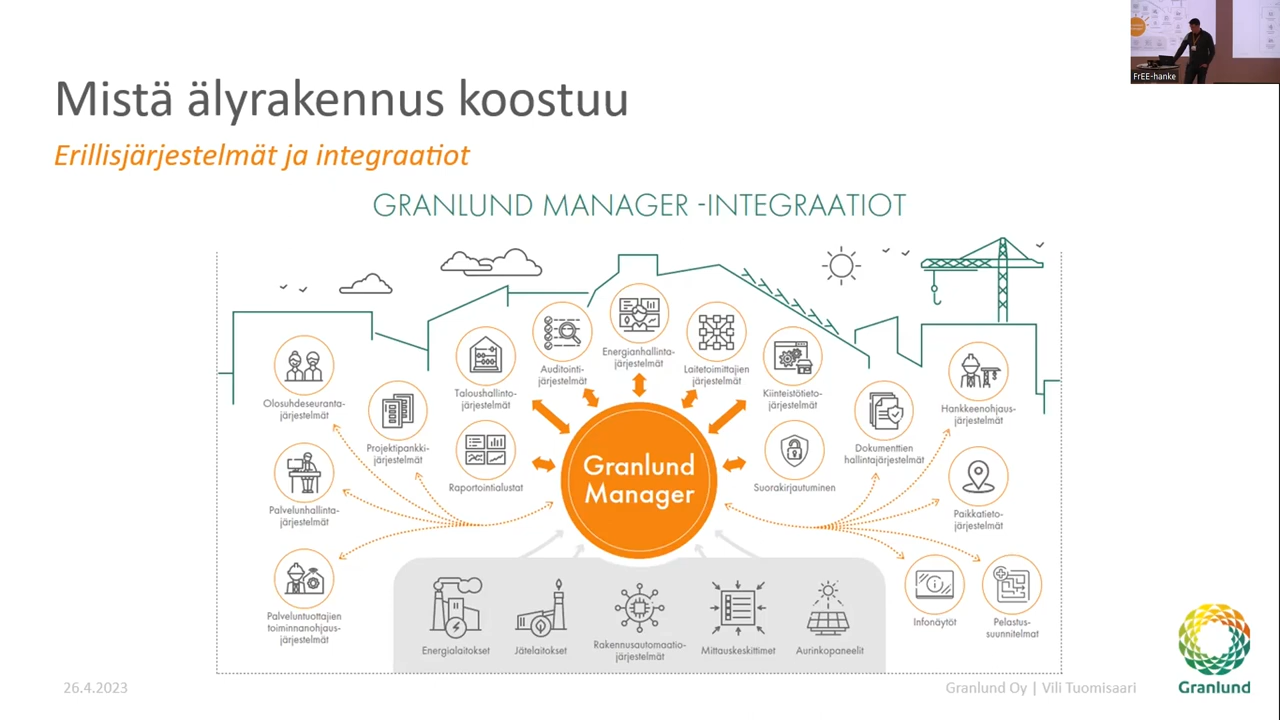 FrEE-hanke
Mistä älyrakennus koostuu
Erillisjärjestelmät ja integraatiot
GRANLUND MANAGER -INTEGRAATIOT
Olosuhdeseuranta-
järjestelmät
Projektipankki-
järjestelmät
Taloushallinto-
järjestelmät
Auditointi-
järjestelmät
Energianhallinta-
järjestelmät
Laitetoimittajien
järjestelmät
Kiinteistötieto-
järjestelmät
Dokumenttien
hallintajärjestelmät
Hankkeenohjaus-
järjestelmät
Palvelunhallinta-
järjestelmät
Raportointialustat
Granlund
Manager
Suorakirjautuminen
Paikkatieto-
järjestelmät
Palveluntuottajien
toiminnanohjaus-
järjestelmät
Energialaitokset
Jätelaitokset
Rakennusautomaatio-
järjestelmät
Mittauskeskittimet
Aurinkopaneelit
Infonäytöt
Pelastus-
suunnitelmat
26.4.2023
Granlund Oy | Vili Tuomisaari
Granlund